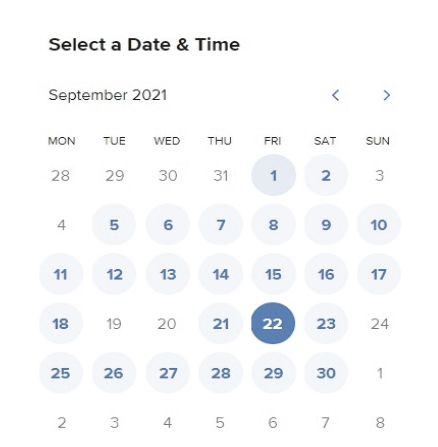 Select a Date & Time
September 2021
MON TUE WED THU FRI SAT SUN
28 29 30 31 1 2 3
4 5 6 7 8 9 10
11 12 13 14 15 16 17
18 19 20 21 22 23 24
25 26 27 28 29 30 1
2 3 4 5 6 7 8